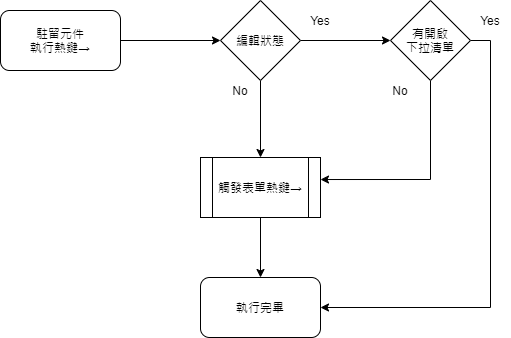 駐留元件
執行熱鍵→
編輯狀態
Yes
有開啟
下拉清單
Yes
No
No
觸發表單熱鍵→
執行完畢